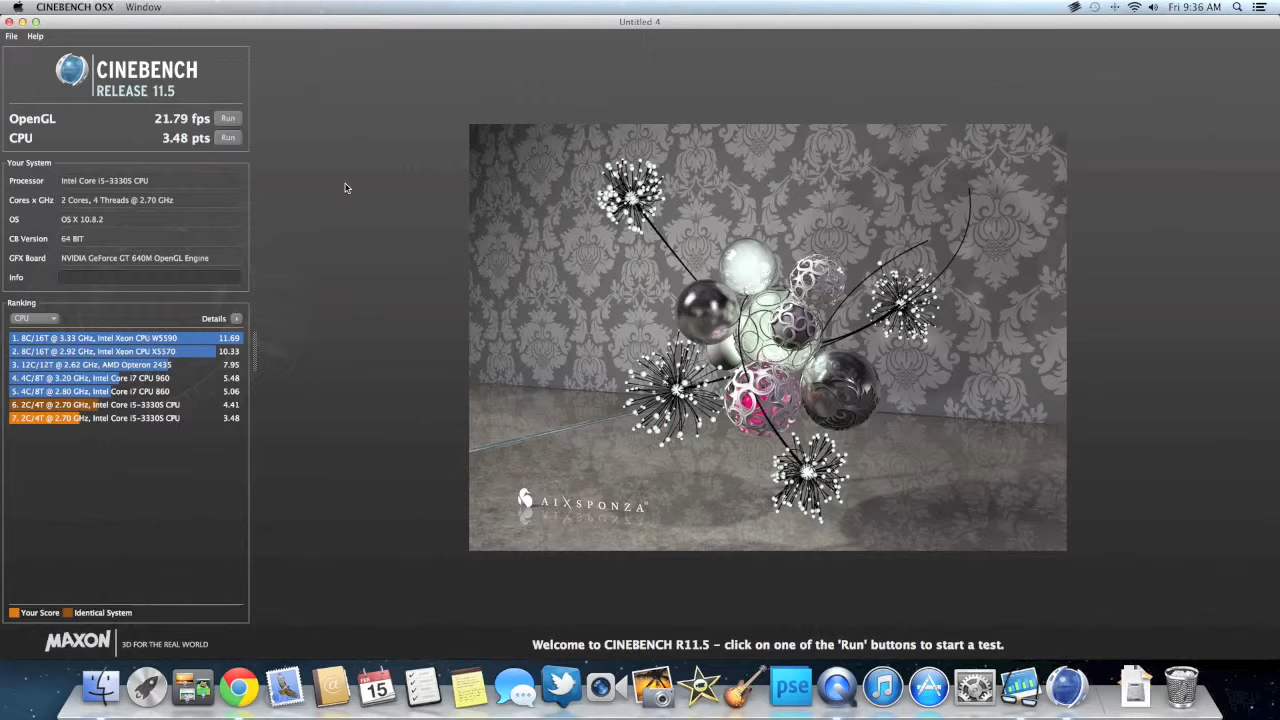 CINEBENCH OSX Window
Fri 9:36 AM
Untitled 4
File Help
CINEBENCH
RELEASE 11.5
OpenGL 21.79 fps Run
CPU 3.48 pts Run
Your System
Processor Intel Core i5-3330S CPU
Cores x GHz 2 Cores, 4 Threads @ 2.70 GHz
OS OS X 10.8.2
CB Version 64 BIT
GFX Board NVIDIA GeForce GT 640M OpenGL Engine
Info
Ranking
CPU Details
1. 8C/16T @ 3.33 GHz, Intel Xeon CPU W5590 11.69
2. 8C/16T @ 2.92 GHz, Intel Xeon CPU X5570 10.33
3. 12C/12T @ 2.62 GHz, AMD Opteron 2435 7.95
4. 4C/8T @ 3.20 GHz, Intel Core i7 CPU 960 5.48
5. 4C/8T @ 2.80 GHz, Intel Core i7 CPU 860 5.06
6. 2C/4T @ 2.70 GHz, Intel Core i5-3330S CPU 4.41
7. 2C/4T @ 2.70 GHz, Intel Core i5-3330S CPU 3.48
AIXSPONZA
Your Score Identical System
MAXON 3D FOR THE REAL WORLD
Welcome to CINEBENCH R11.5 - click on one of the 'Run' buttons to start a test.
15
pse